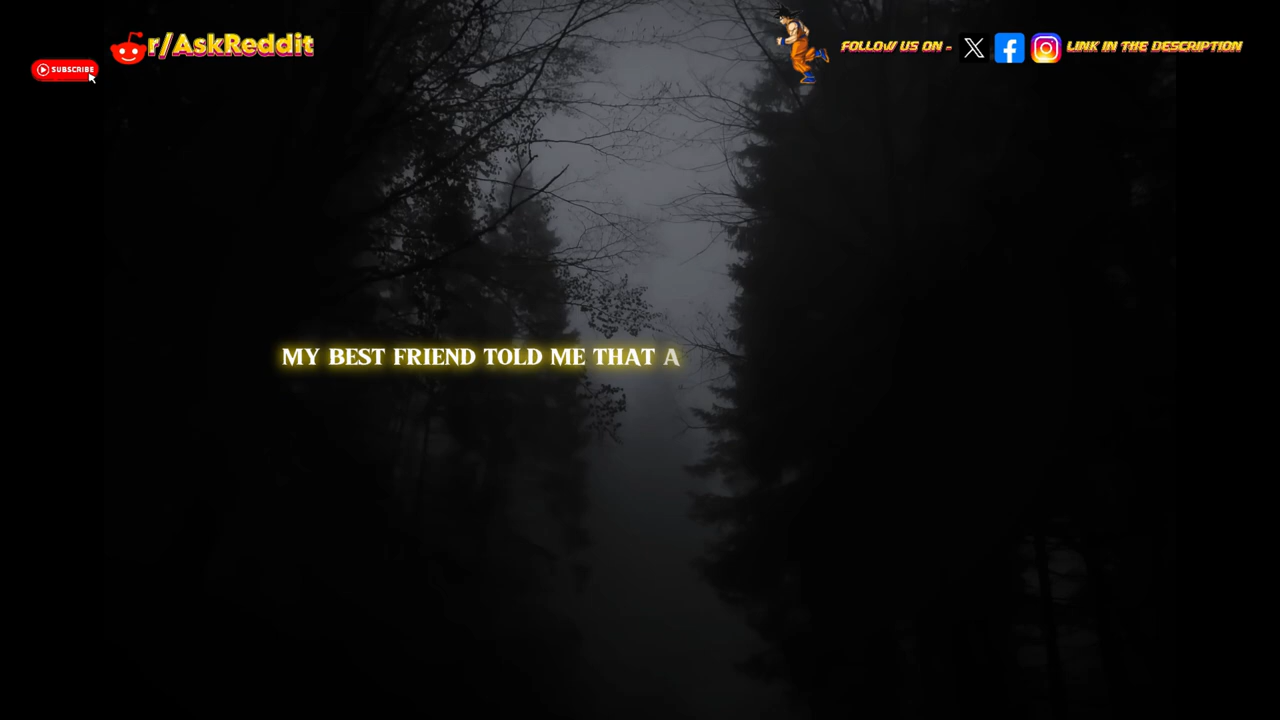 r/AskReddit
SUBSCRIBE
FOLLOW US ON -
LINK IN THE DESCRIPTION
MY BEST FRIEND TOLD ME THAT A